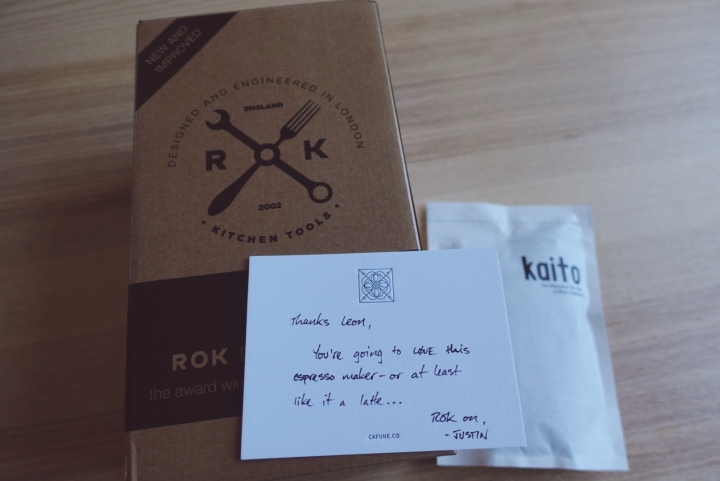 NEW AND
IMPROVED
DESIGNED AND ENGINEERED IN LONDON
ENGLAND
R K
2002
• KITCHEN TOOLS •
ROK
the award
kaito
Thanks Leon,
You're going to LOVE this
espresso maker - or at least
like it a latte...
ROK on,
- JUSTIN
CAFUNE.CO